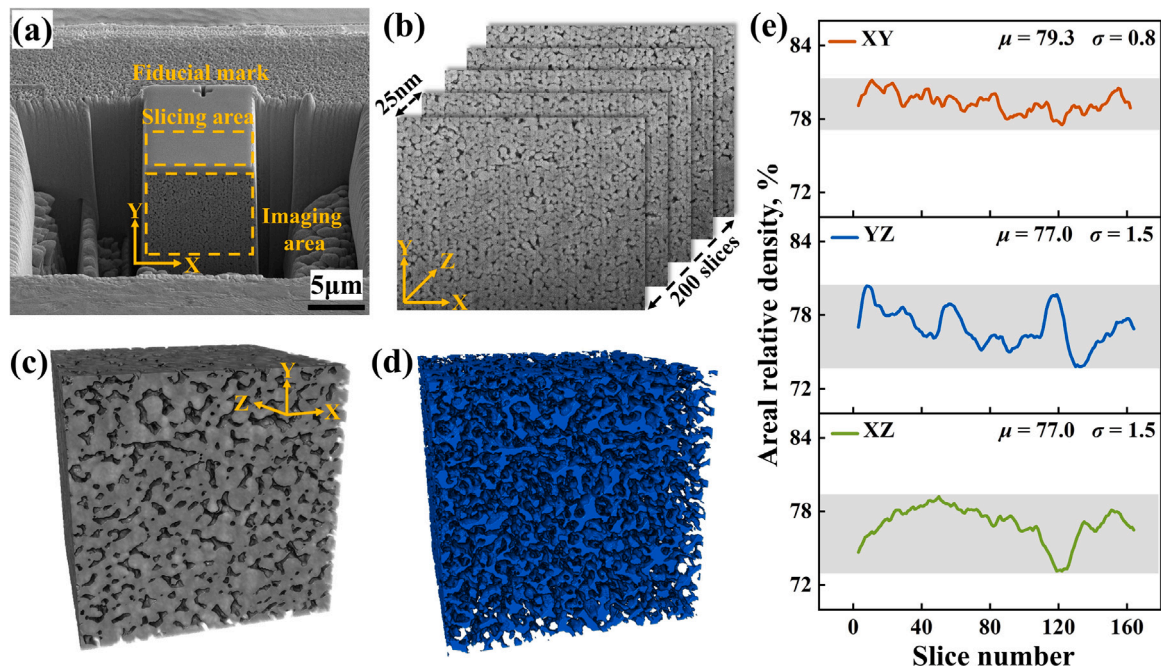 (a)
Fiducial mark
Slicing area
Imaging
area
Y
X
5μm
(b)
25nm
200 slices
Y
Z
X
(c)
Y
Z
X
(d)
(e)
Areal relative density, %
84
78
72
XY μ = 79.3 σ = 0.8
84
78
72
YZ μ = 77.0 σ = 1.5
84
78
72
XZ μ = 77.0 σ = 1.5
0 40 80 120 160
Slice number